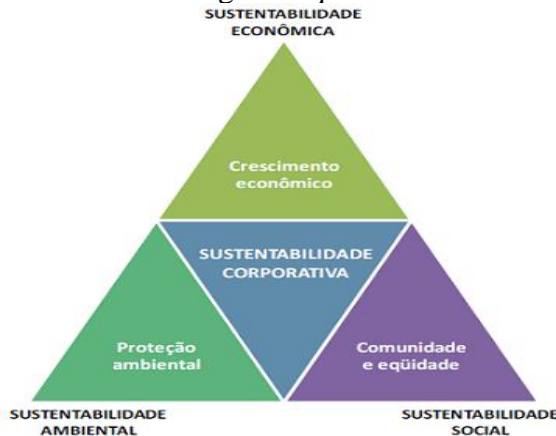 SUSTENTABILIDADE
ECONÔMICA
Crescimento
econômico
SUSTENTABILIDADE
CORPORATIVA
Proteção
ambiental
Comunidade
e eqüidade
SUSTENTABILIDADE
AMBIENTAL
SUSTENTABILIDADE
SOCIAL